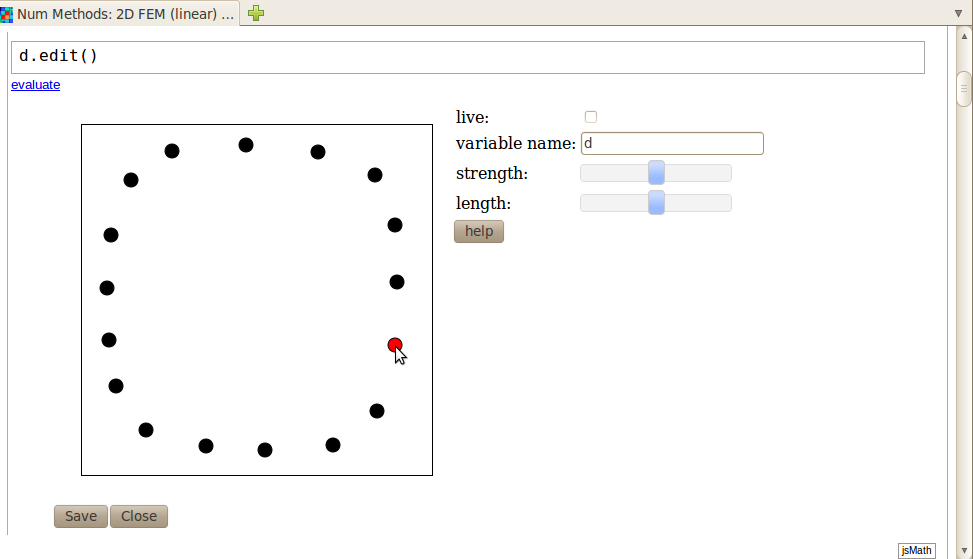 Num Methods: 2D FEM (linear) ...
d.edit()
evaluate
live:
variable name: d
strength:
length:
help
Save Close
jsMath